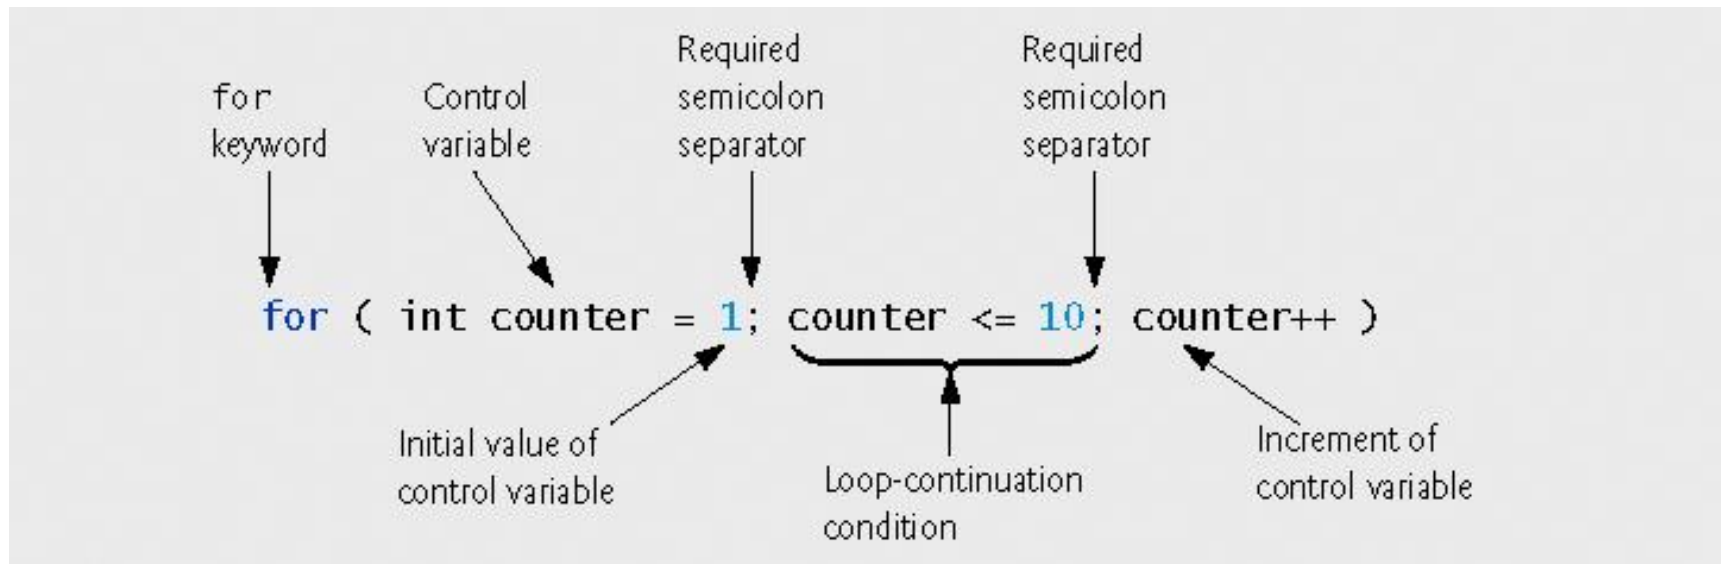 for
keyword
Control
variable
Required
semicolon
separator
Required
semicolon
separator
for ( int counter = 1; counter <= 10; counter++ )
Initial value of
control variable
Loop-continuation
condition
Increment of
control variable